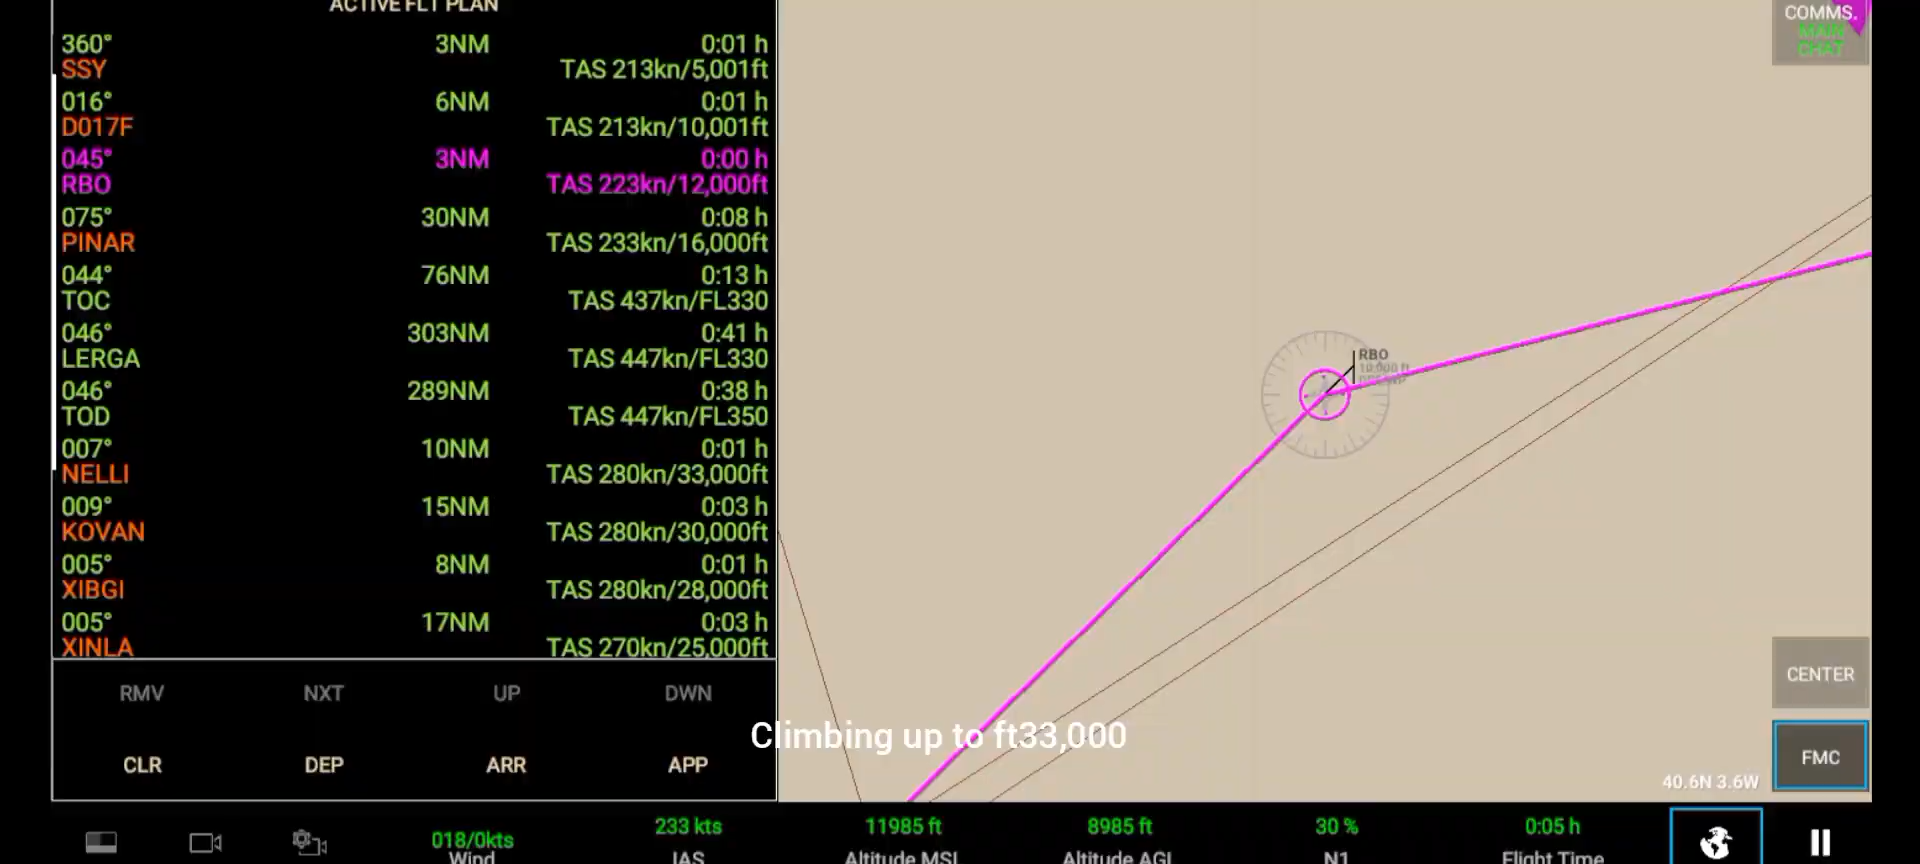 ACTIVE FLT PLAN
360° 3NM 0:01 h
SSY TAS 213kn/5,001ft
016° 6NM 0:01 h
D017F TAS 213kn/10,001ft
045° 3NM 0:00 h
RBO TAS 223kn/12,000ft
075° 30NM 0:08 h
PINAR TAS 233kn/16,000ft
044° 76NM 0:13 h
TOC TAS 437kn/FL330
046° 303NM 0:41 h
LERGA TAS 447kn/FL330
046° 289NM 0:38 h
TOD TAS 447kn/FL350
007° 10NM 0:01 h
NELLI TAS 280kn/33,000ft
009° 15NM 0:03 h
KOVAN TAS 280kn/30,000ft
005° 8NM 0:01 h
XIBGI TAS 280kn/28,000ft
005° 17NM 0:03 h
XINLA TAS 270kn/25,000ft
RMV NXT UP DWN
CLR DEP ARR APP
COMMS.
MAIN
CHAT
RBO
10,000 ft
Climbing up to ft33,000
CENTER
FMC
40.6N 3.6W
018/0kts 233 kts 11985 ft 8985 ft 30 % 0:05 h
Wind IAS Altitude MSL Altitude AGL N1 Flight Time